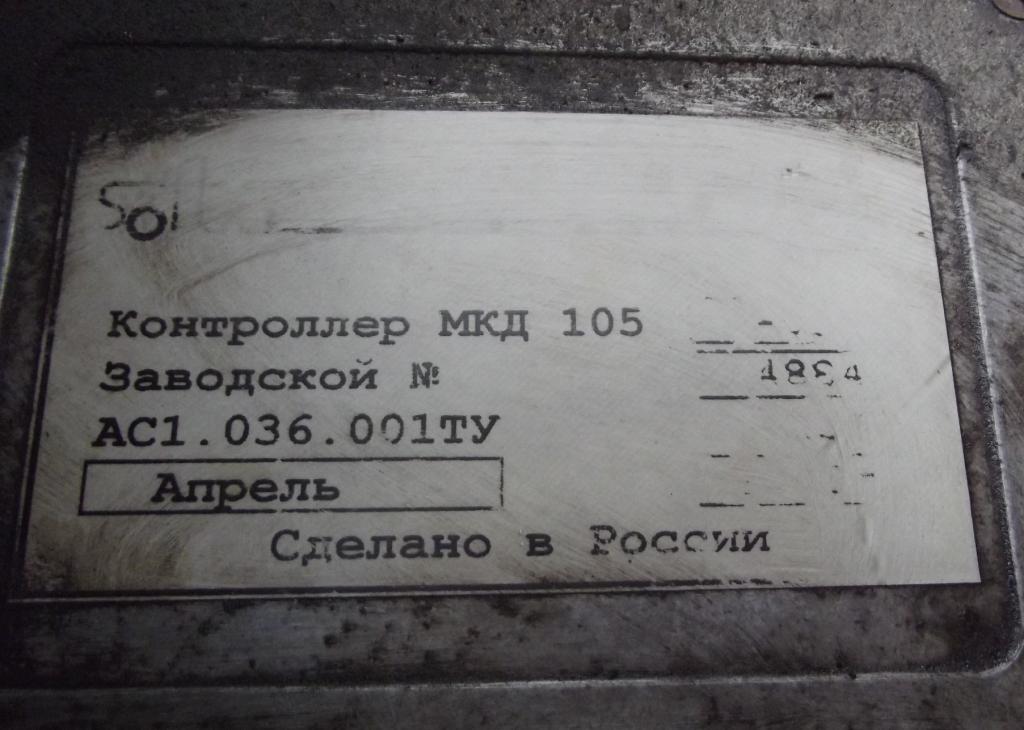 Контроллер МКД 105
Заводской №
АС1.036.001ТУ
Апрель
Сделано в России